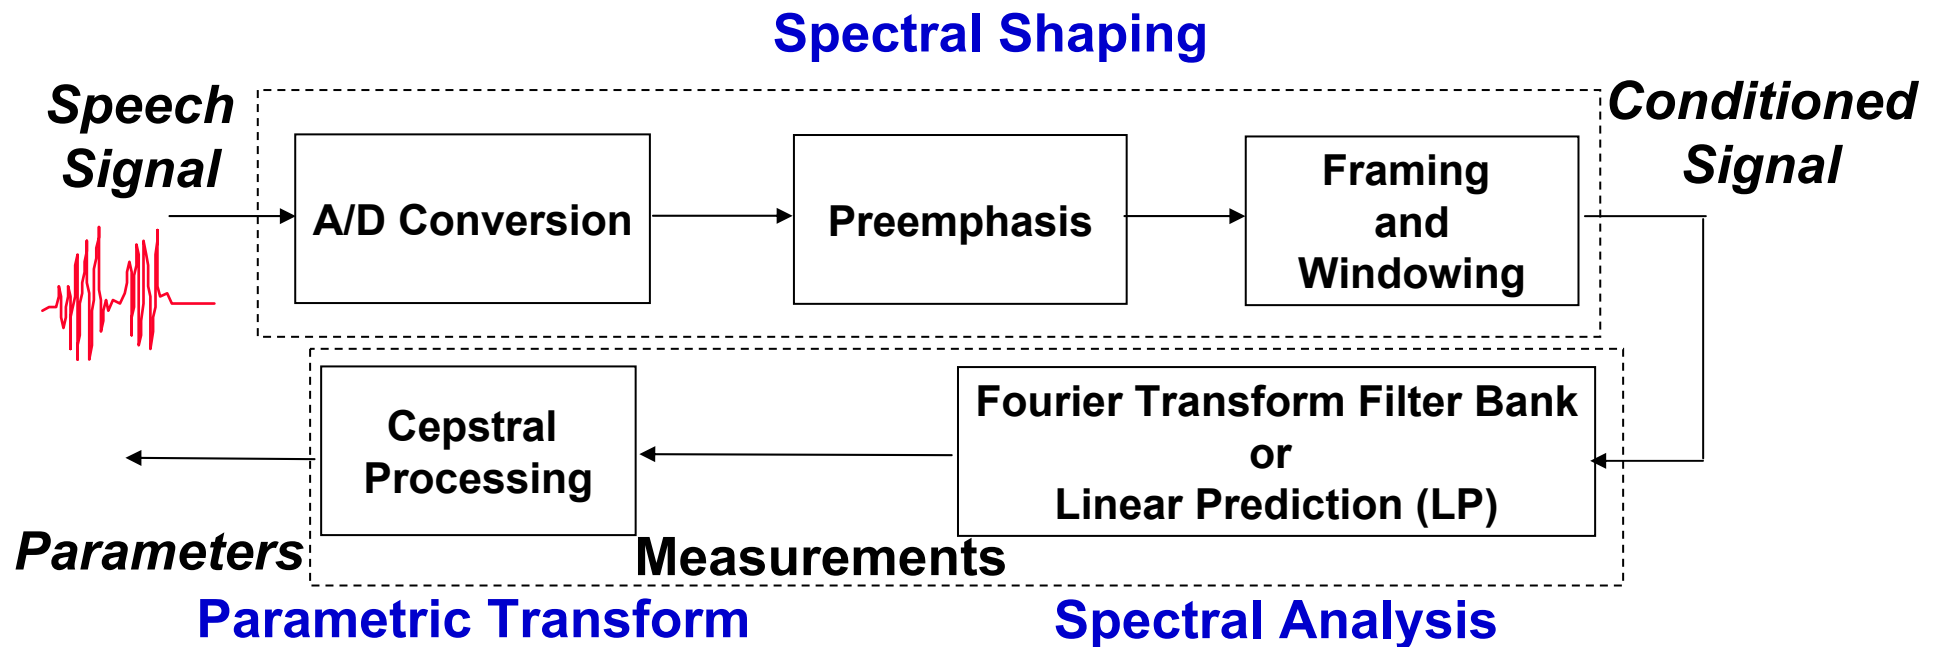 Spectral Shaping
Speech
Signal
A/D Conversion
Preemphasis
Framing
and
Windowing
Conditioned
Signal
Fourier Transform Filter Bank
or
Linear Prediction (LP)
Cepstral
Processing
Measurements
Parameters
Parametric Transform
Spectral Analysis